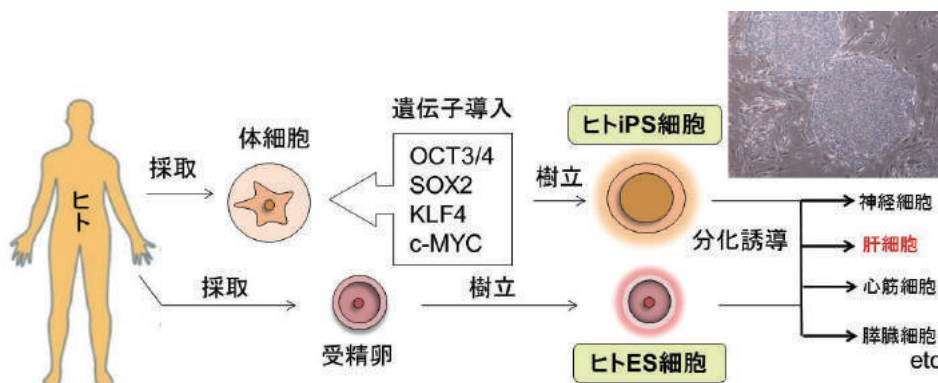 ヒト
採取
体細胞
遺伝子導入
OCT3/4
SOX2
KLF4
c-MYC
樹立
ヒトiPS細胞
採取
受精卵
樹立
ヒトES細胞
分化誘導
神経細胞
肝細胞
心筋細胞
膵臓細胞
etc